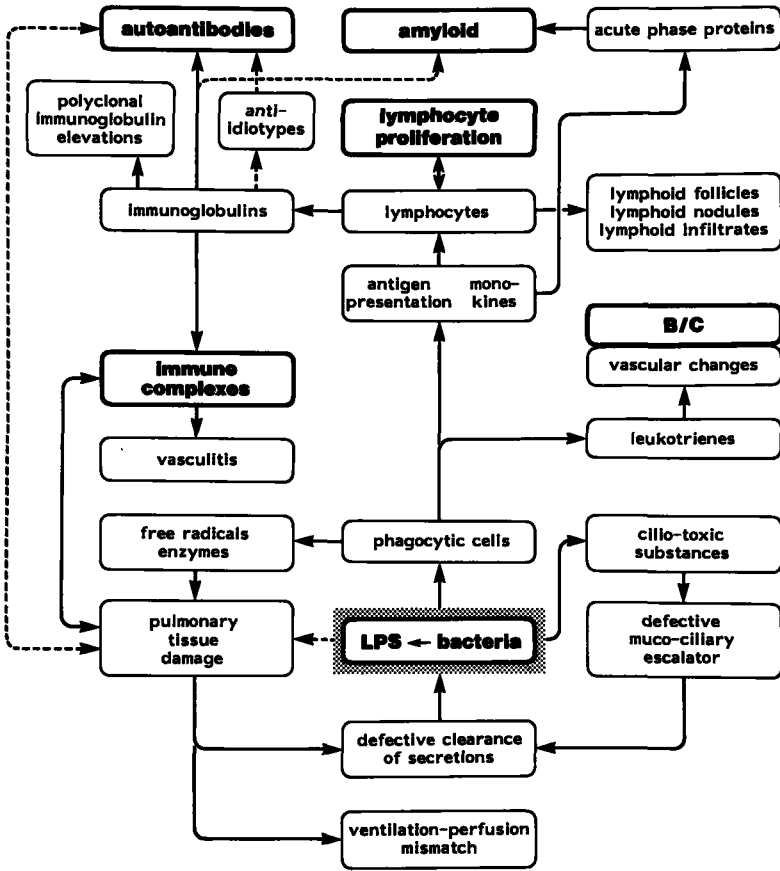 autoantibodies
amyloid
acute phase proteins
polyclonal
immunoglobulin
elevations
anti-
idiotypes
lymphocyte
proliferation
immunoglobulins
lymphocytes
lymphoid follicles
lymphoid nodules
lymphoid infiltrates
antigen mono-
presentation kines
B/C
vascular changes
immune
complexes
leukotrienes
vasculitis
free radicals
enzymes
phagocytic cells
cilio-toxic
substances
pulmonary
tissue
damage
LPS ← bacteria
defective
muco-ciliary
escalator
defective clearance
of secretions
ventilation-perfusion
mismatch